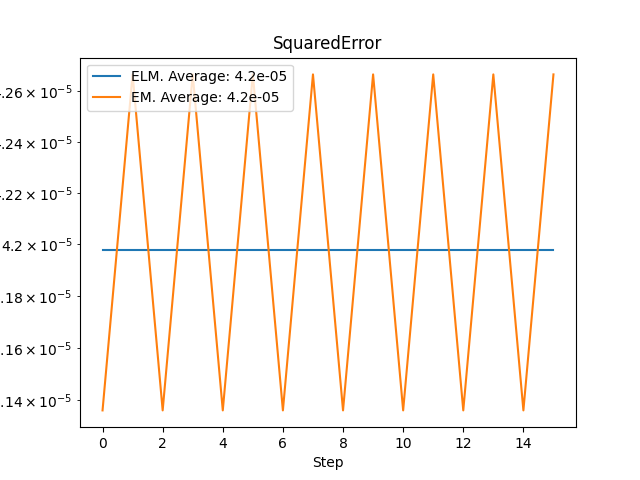 SquaredError
ELM. Average: 4.2e-05
EM. Average: 4.2e-05
.26 × 10⁻⁵
4.24 × 10⁻⁵
4.22 × 10⁻⁵
4.2 × 10⁻⁵
.18 × 10⁻⁵
.16 × 10⁻⁵
.14 × 10⁻⁵
0 2 4 6 8 10 12 14
Step